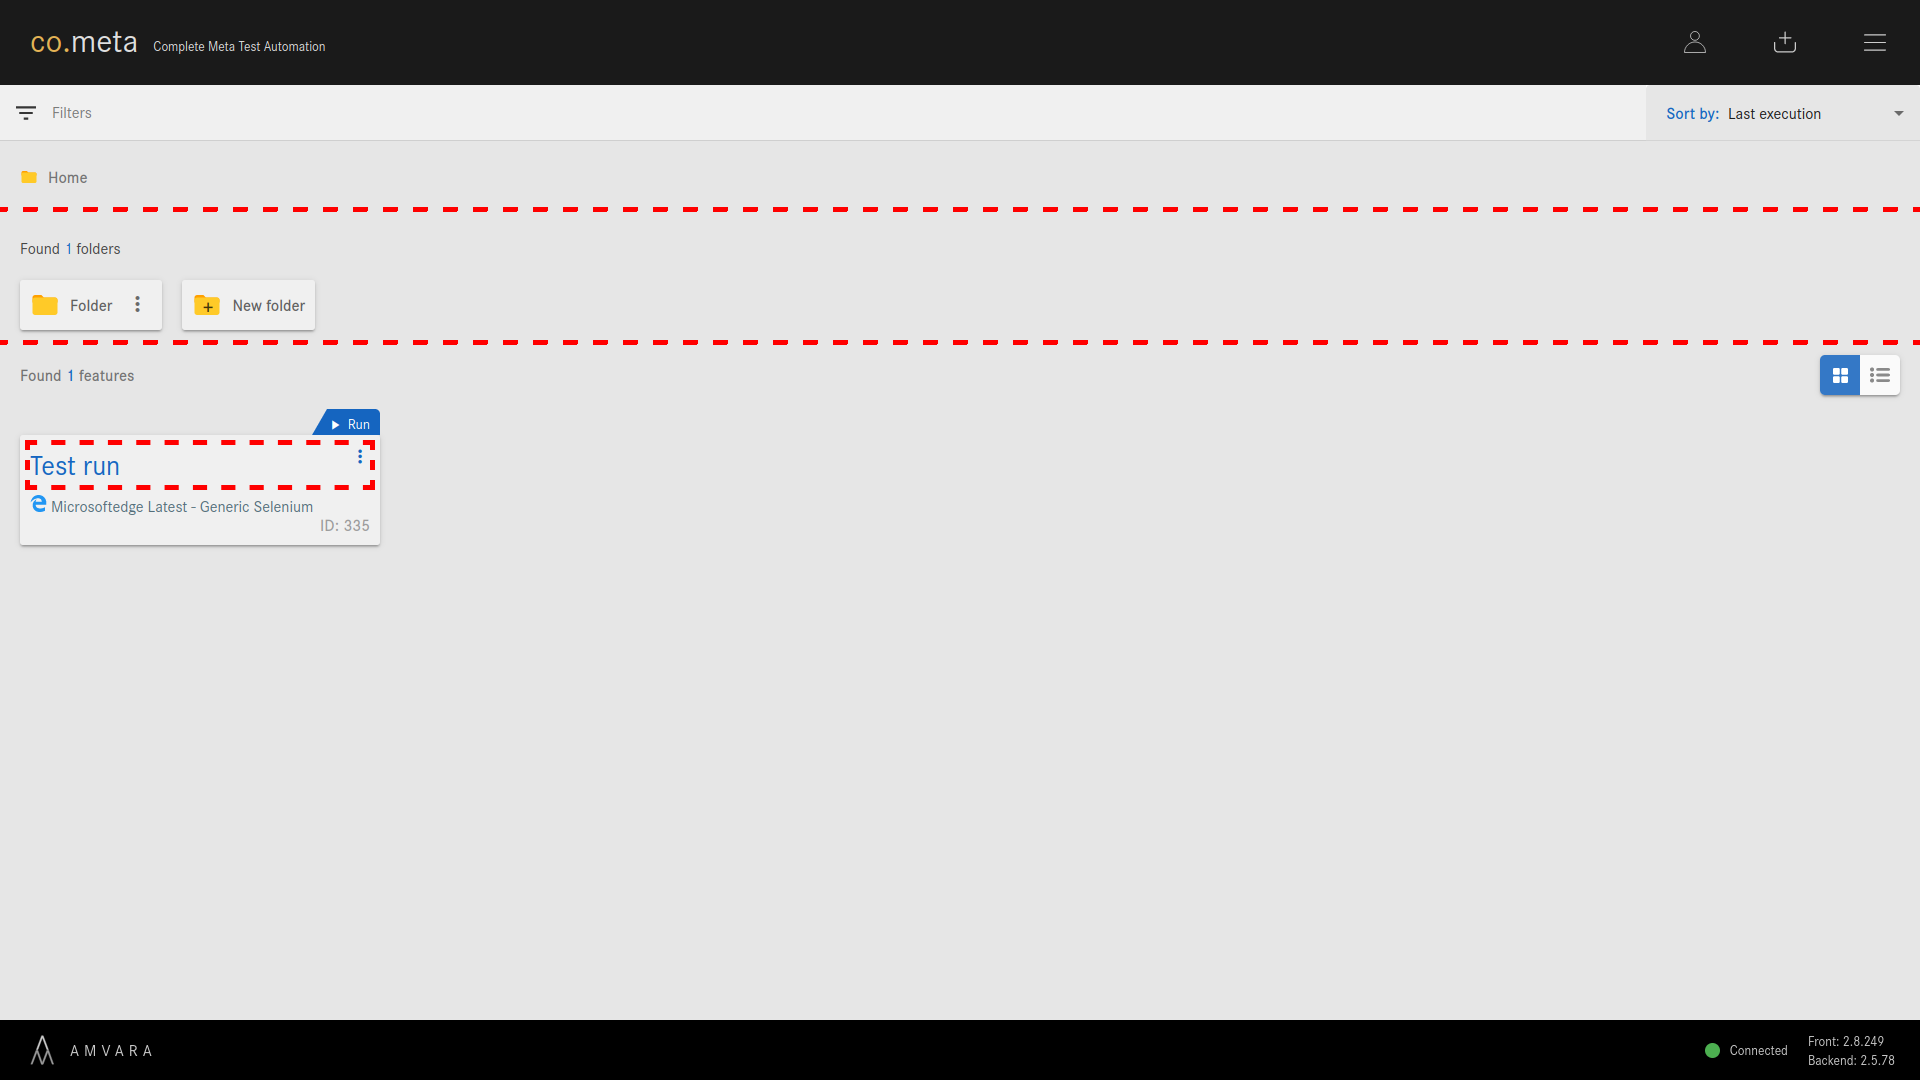 co.meta Complete Meta Test Automation
Filters
Sort by: Last execution
Home
Found 1 folders
Folder
New folder
Found 1 features
Run
Test run
Microsoftedge Latest - Generic Selenium
ID: 335
AMVARA
Connected
Front: 2.8.249
Backend: 2.5.78